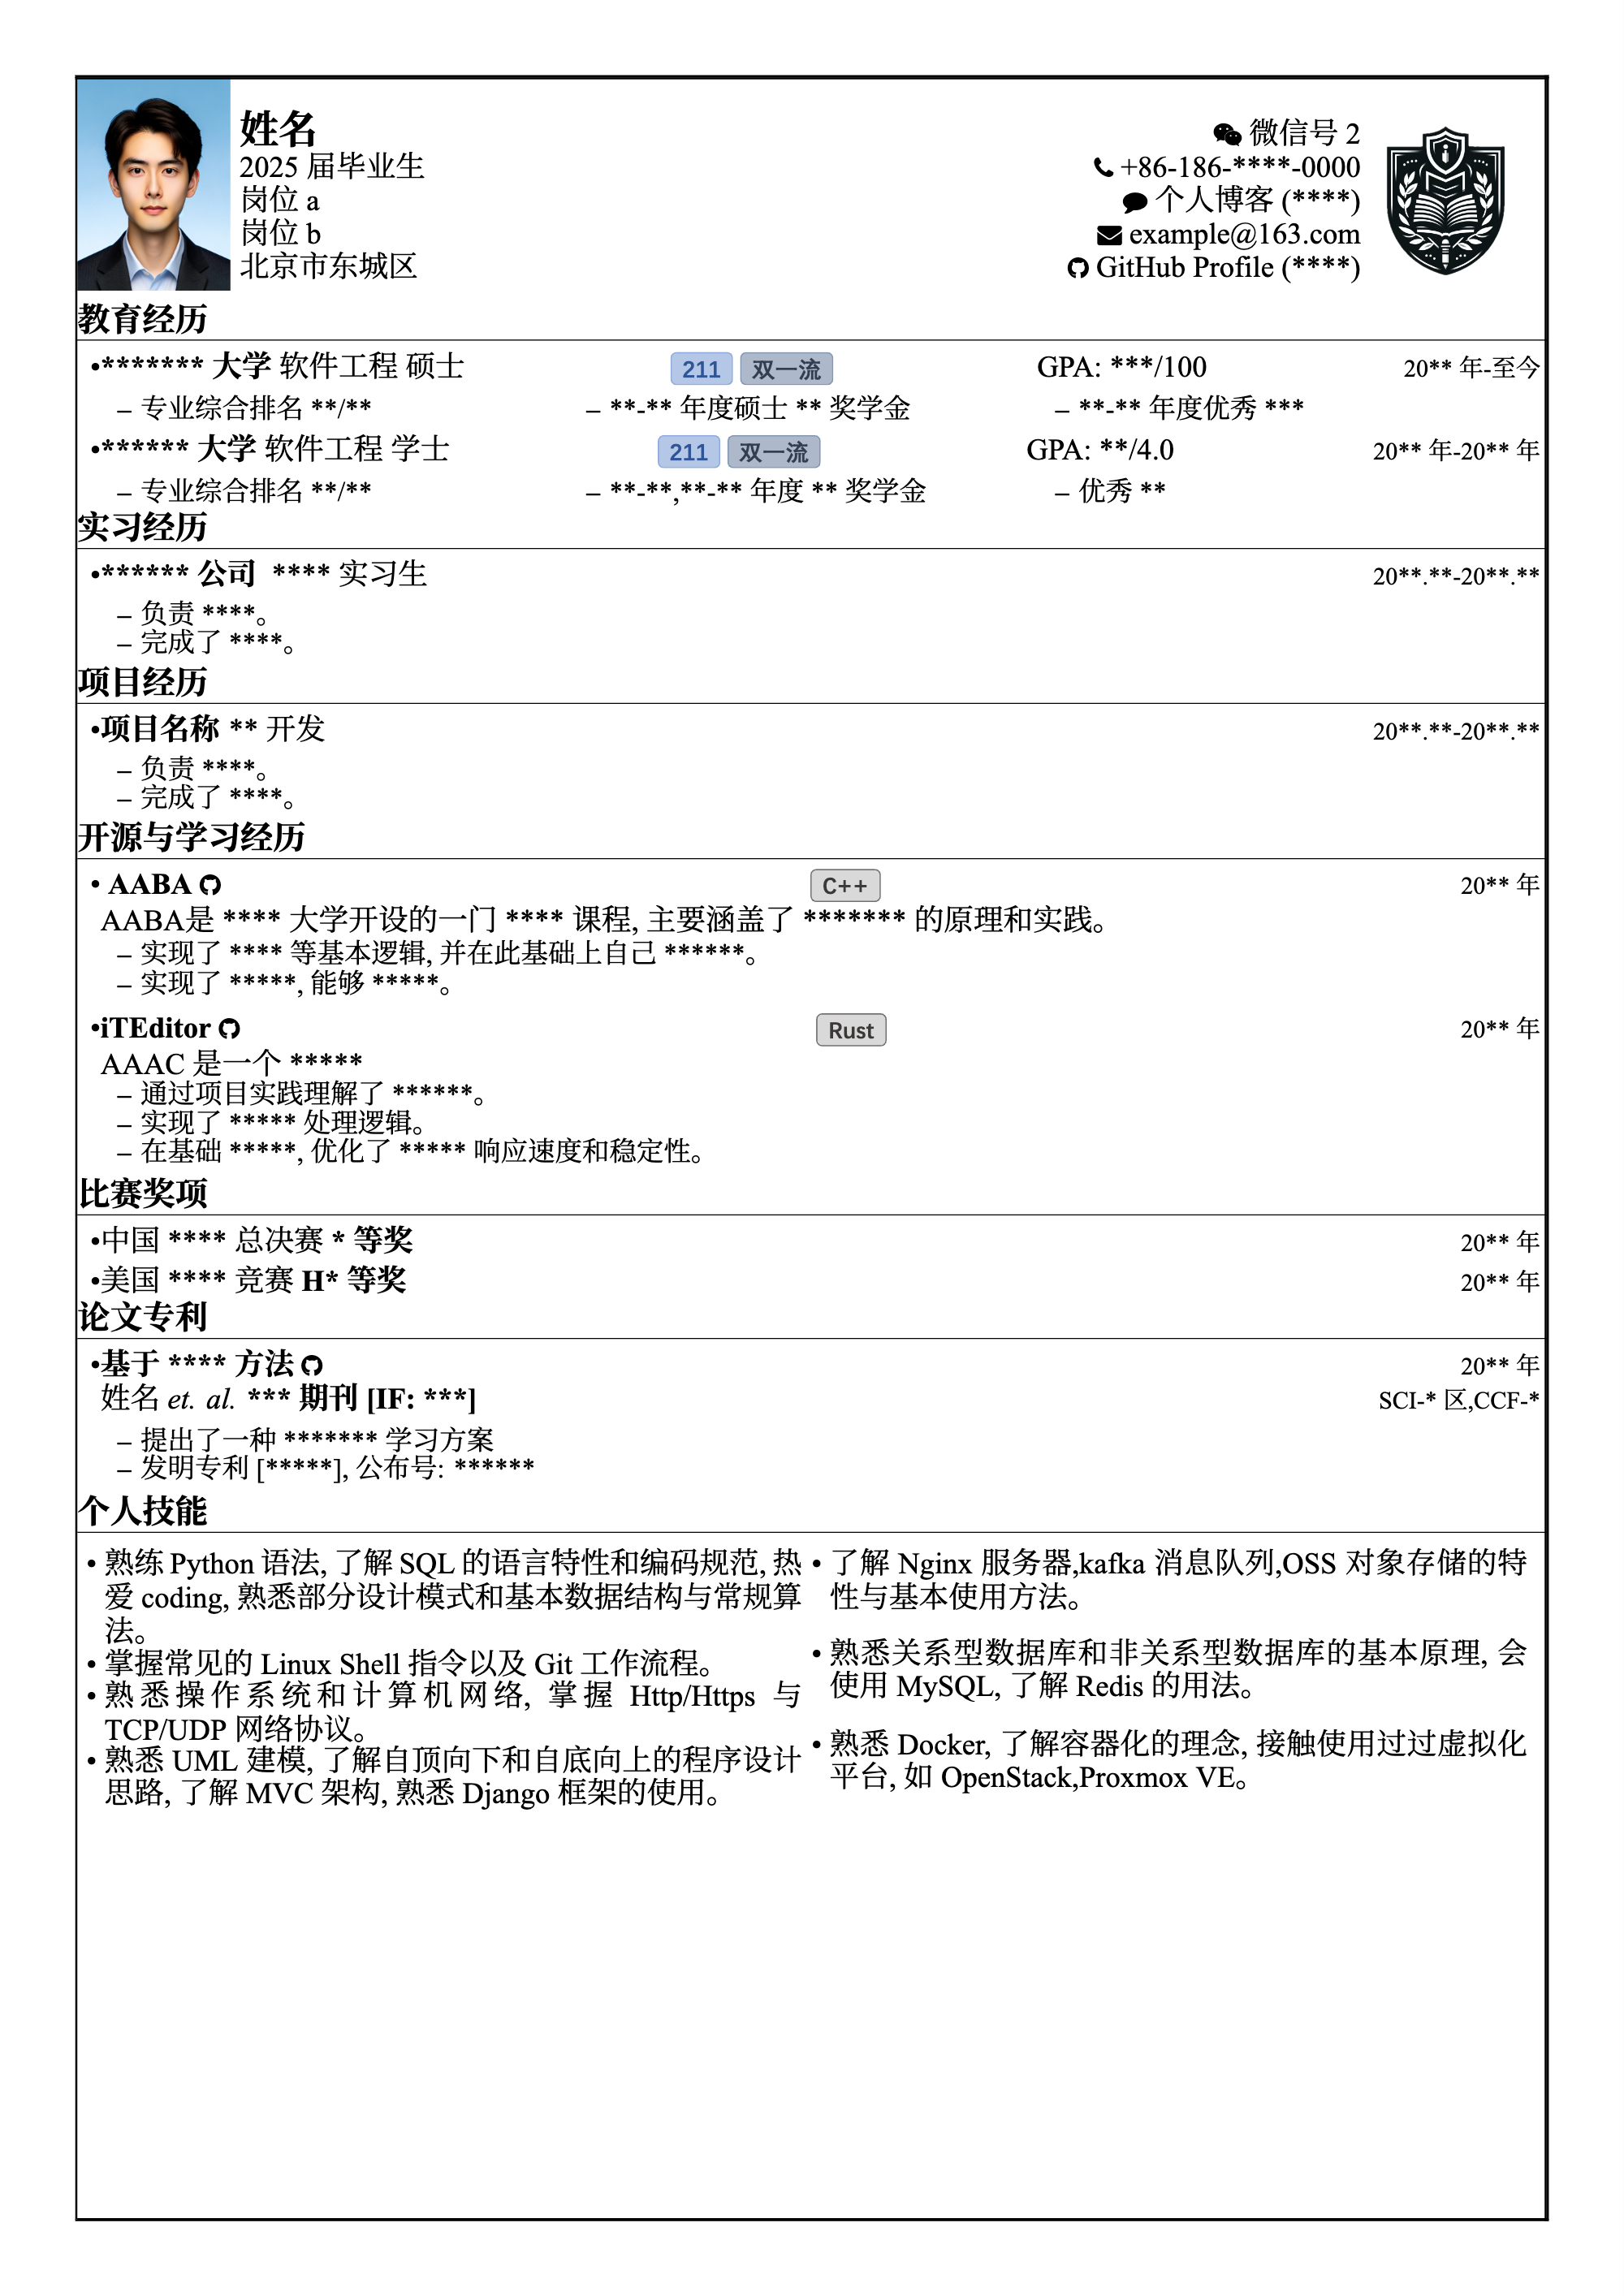 姓名
2025 届毕业生
岗位 a
岗位 b
北京市东城区
微信号 2
+86-186-****-0000
个人博客 (****)
example@163.com
GitHub Profile (****)
教育经历
•******* 大学 软件工程 硕士 211 双一流 GPA: ***/100 20** 年-至今
– 专业综合排名 **/** – **-** 年度硕士 ** 奖学金 – **-** 年度优秀 ***
•****** 大学 软件工程 学士 211 双一流 GPA: **/4.0 20** 年-20** 年
– 专业综合排名 **/** – **-**,**-** 年度 ** 奖学金 – 优秀 **
实习经历
•****** 公司 **** 实习生 20**.**-20**.**
– 负责 ****。
– 完成了 ****。
项目经历
•项目名称 ** 开发 20**.**-20**.**
– 负责 ****。
– 完成了 ****。
开源与学习经历
• AABA C++ 20** 年
AABA是 **** 大学开设的一门 **** 课程, 主要涵盖了 ******* 的原理和实践。
– 实现了 **** 等基本逻辑, 并在此基础上自己 ******。
– 实现了 *****, 能够 *****。
•iTEditor Rust 20** 年
AAAC 是一个 *****
– 通过项目实践理解了 ******。
– 实现了 ***** 处理逻辑。
– 在基础 *****, 优化了 ***** 响应速度和稳定性。
比赛奖项
•中国 **** 总决赛 * 等奖 20** 年
•美国 **** 竞赛 H* 等奖 20** 年
论文专利
•基于 **** 方法 20** 年
姓名 et. al. *** 期刊 [IF: ***] SCI-* 区,CCF-*
– 提出了一种 ******* 学习方案
– 发明专利 [*****], 公布号: ******
个人技能
• 熟练 Python 语法, 了解 SQL 的语言特性和编码规范, 热
爱 coding, 熟悉部分设计模式和基本数据结构与常规算
法。
• 掌握常见的 Linux Shell 指令以及 Git 工作流程。
• 熟悉操作系统和计算机网络, 掌握 Http/Https 与
TCP/UDP 网络协议。
• 熟悉 UML 建模, 了解自顶向下和自底向上的程序设计
思路, 了解 MVC 架构, 熟悉 Django 框架的使用。
• 了解 Nginx 服务器,kafka 消息队列,OSS 对象存储的特
性与基本使用方法。
• 熟悉关系型数据库和非关系型数据库的基本原理, 会
使用 MySQL, 了解 Redis 的用法。
• 熟悉 Docker, 了解容器化的理念, 接触使用过过虚拟化
平台, 如 OpenStack,Proxmox VE。